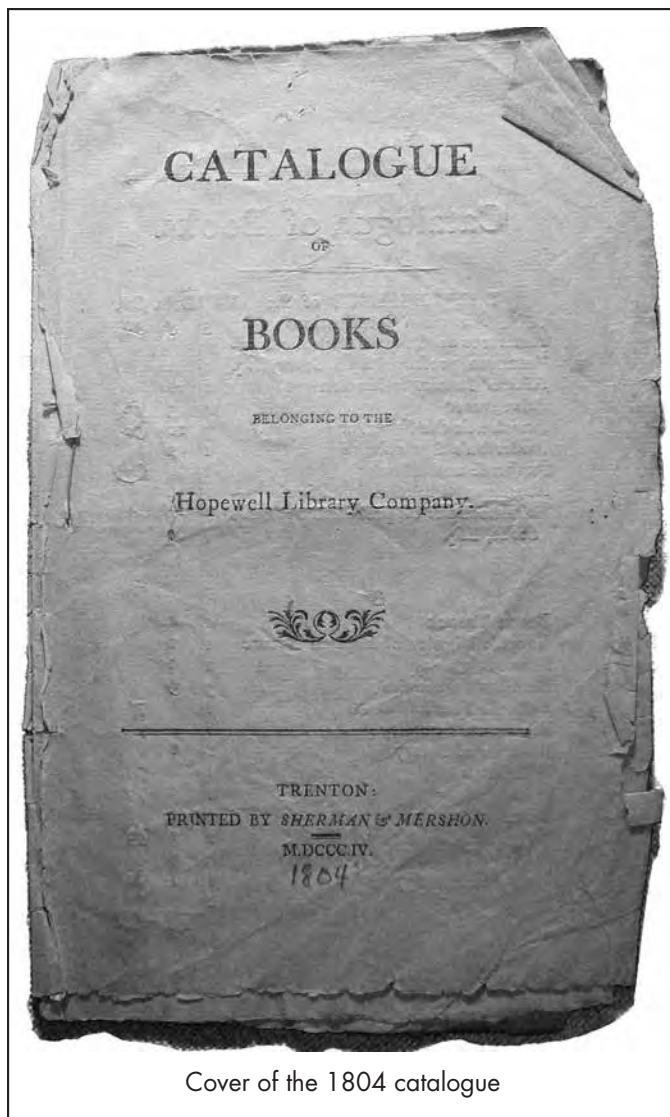 CATALOGUE
OF
BOOKS
BELONGING TO THE
Hopewell Library Company.
TRENTON:
PRINTED BY SHERMAN & MERSHON.
M.DCCC.IV.
1804
Cover of the 1804 catalogue